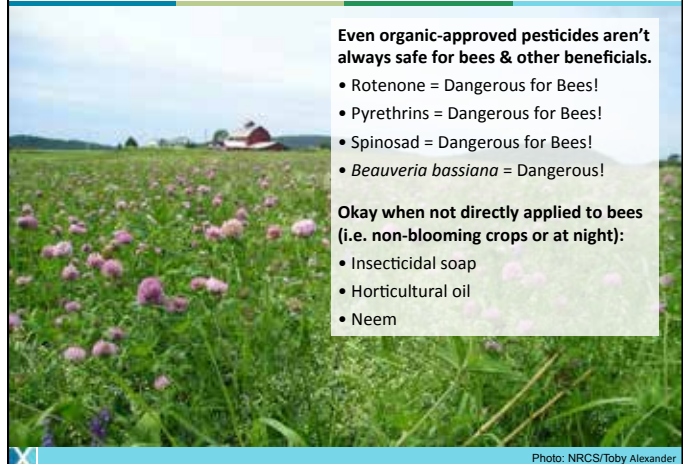 Even organic-approved pesticides aren't
always safe for bees & other beneficials.
• Rotenone = Dangerous for Bees!
• Pyrethrins = Dangerous for Bees!
• Spinosad = Dangerous for Bees!
• Beauveria bassiana = Dangerous!
Okay when not directly applied to bees
(i.e. non-blooming crops or at night):
• Insecticidal soap
• Horticultural oil
• Neem
X
Photo: NRCS/Toby Alexander